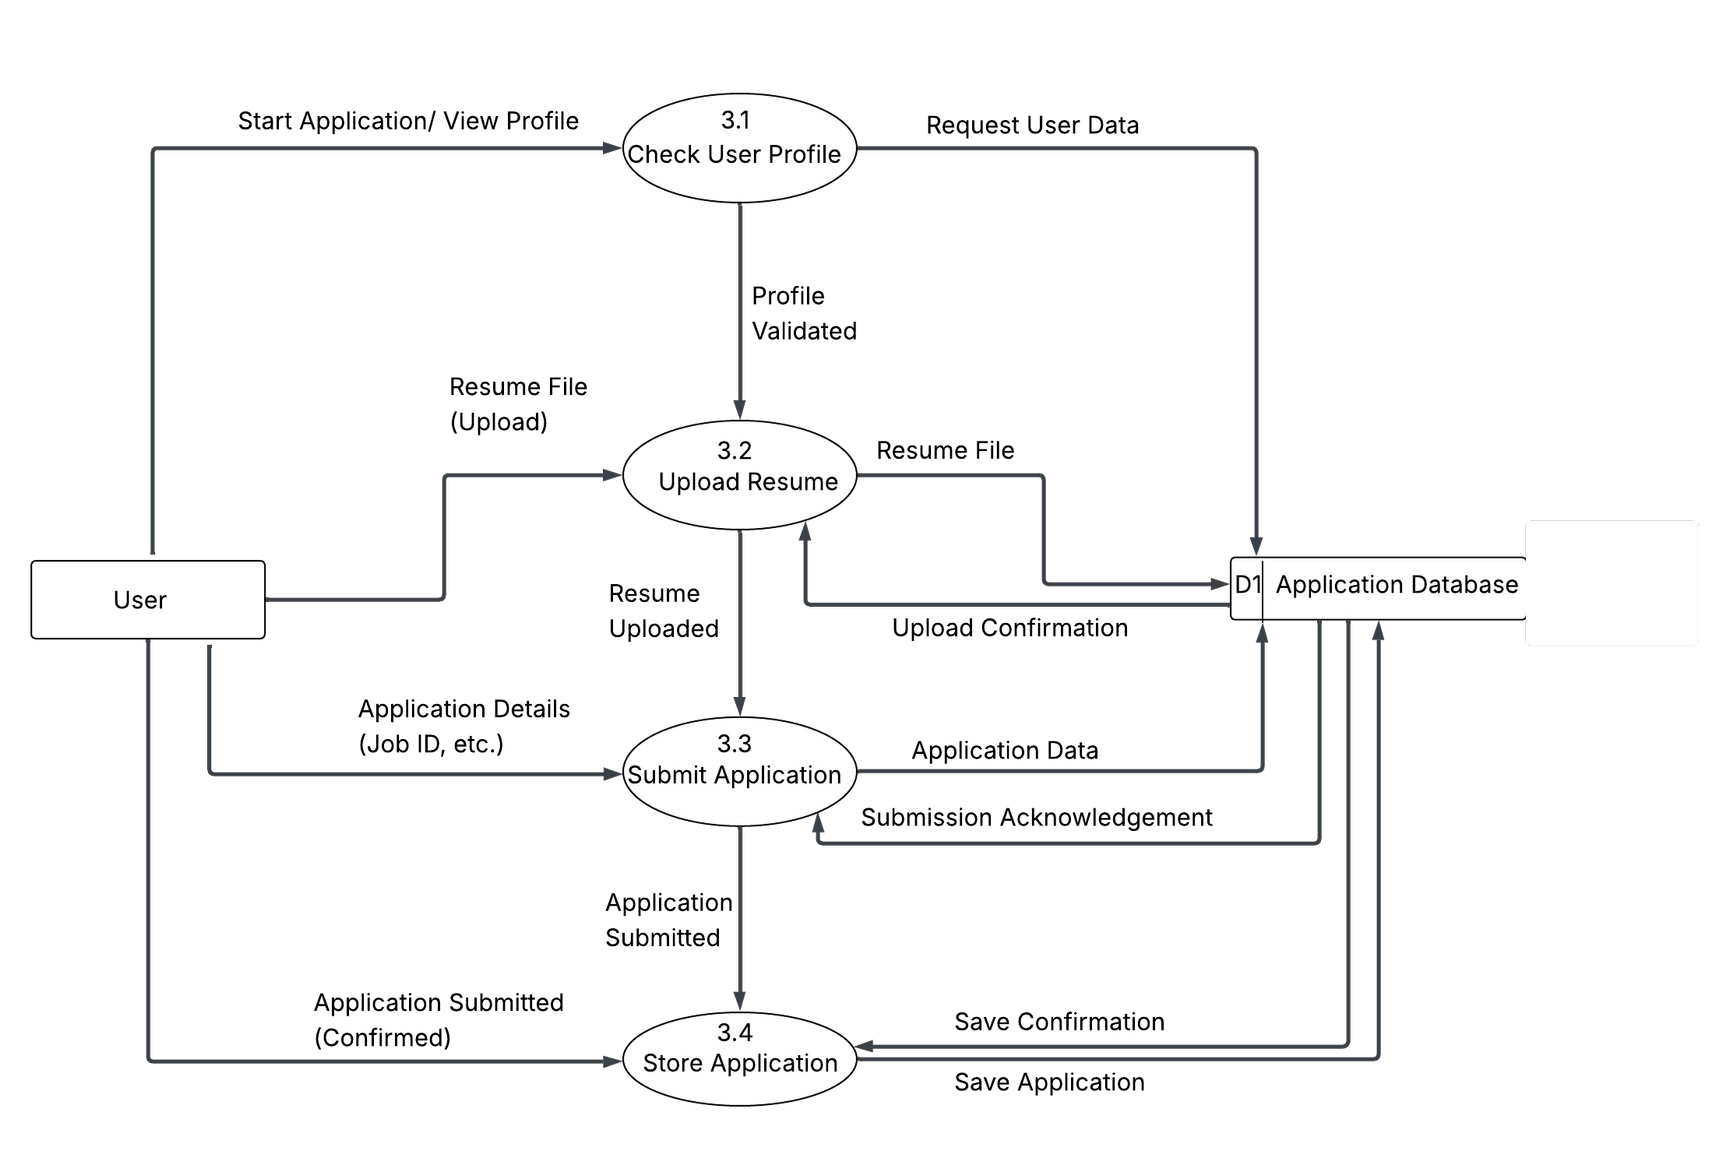 Start Application/ View Profile
3.1
Check User Profile
Request User Data
Profile
Validated
Resume File
(Upload)
3.2
Upload Resume
Resume File
User
Resume
Uploaded
D1 Application Database
Upload Confirmation
Application Details
(Job ID, etc.)
3.3
Submit Application
Application Data
Submission Acknowledgement
Application
Submitted
Application Submitted
(Confirmed)
3.4
Store Application
Save Confirmation
Save Application